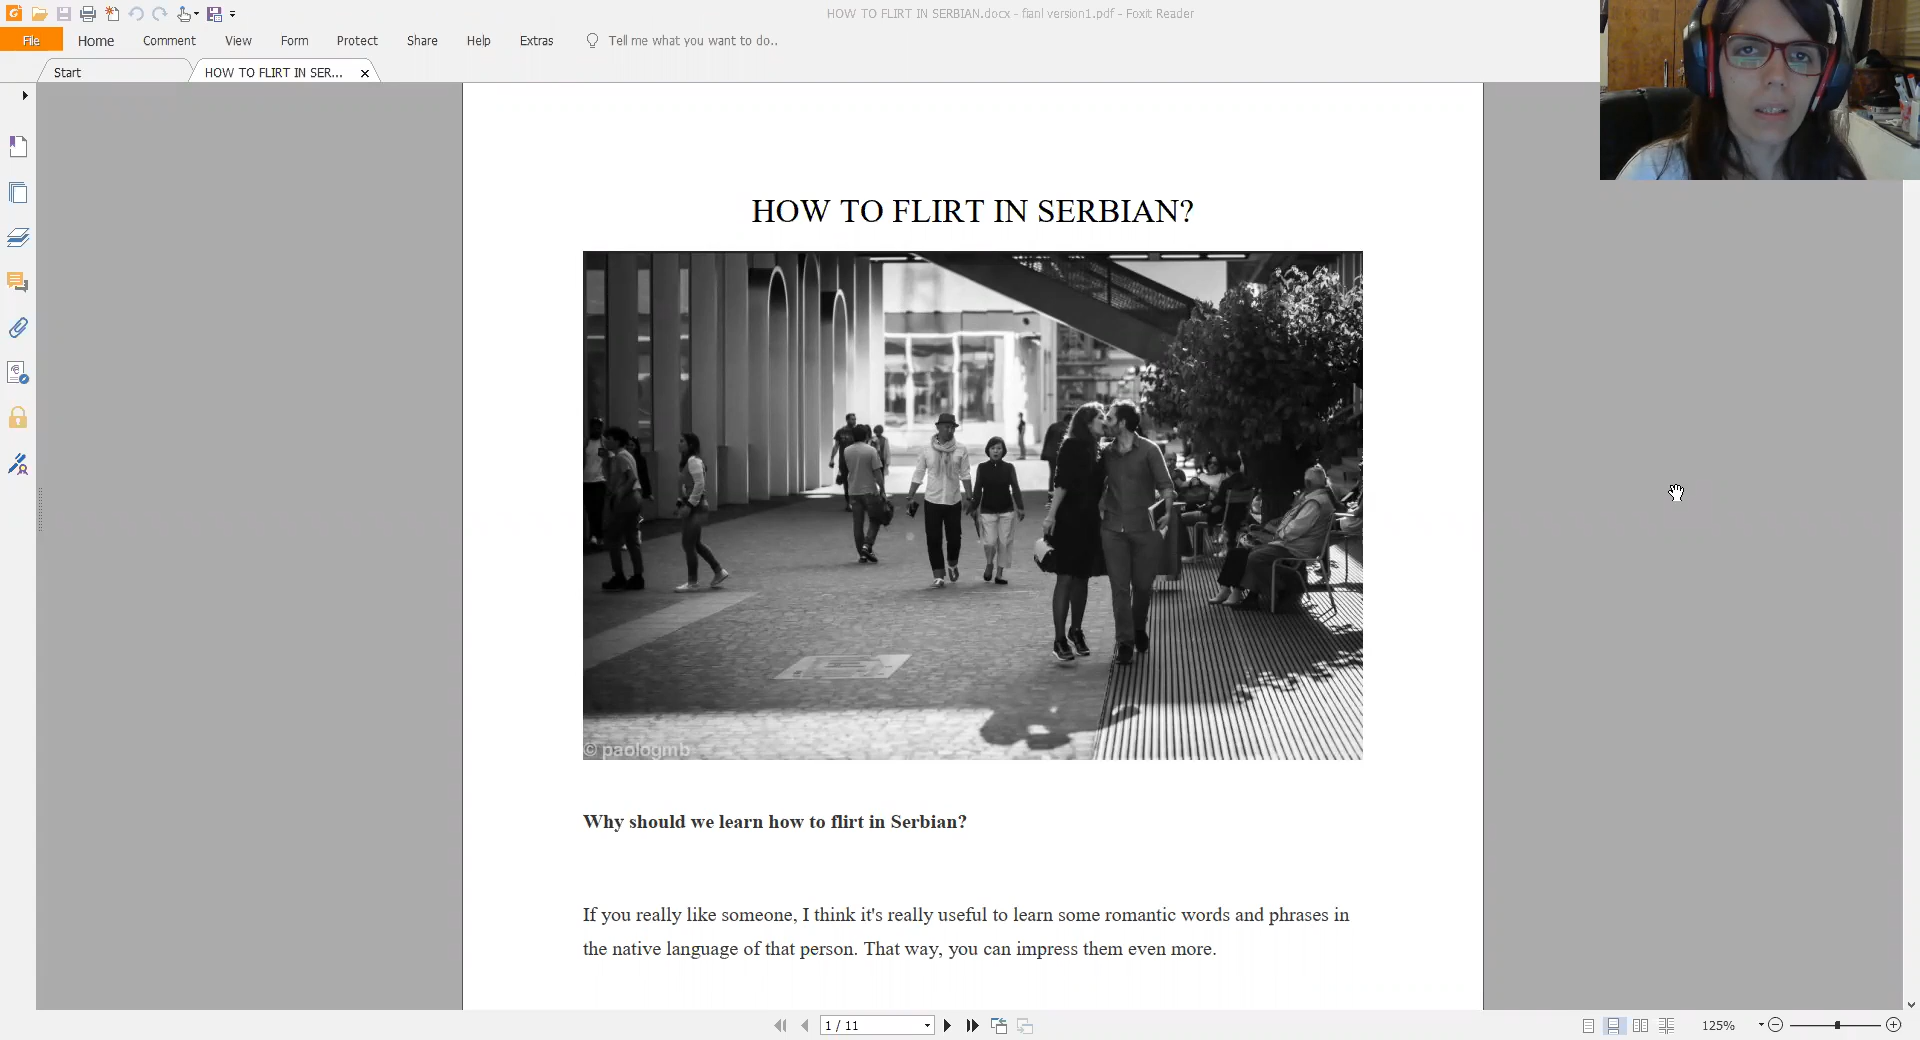 HOW TO FLIRT IN SERBIAN.docx - fianl version1.pdf - Foxit Reader
File Home Comment View Form Protect Share Help Extras Tell me what you want to do..
Start HOW TO FLIRT IN SER...
HOW TO FLIRT IN SERBIAN?
© paologmb
Why should we learn how to flirt in Serbian?
If you really like someone, I think it's really useful to learn some romantic words and phrases in
the native language of that person. That way, you can impress them even more.
1 / 11
125%